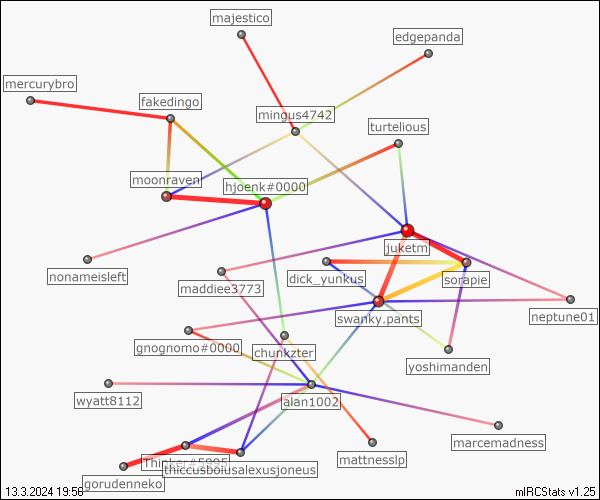 majestico
edgepanda
mercurybro
fakedingo
mingus4742
turtelious
moonraven
hjoenk#0000
juketm
nonameisleft
maddiee3773
dick_yunkus
sorapie
swanky.pants
neptune01
gnognomo#0000
chunkzter
yoshimanden
wyatt8112
alan1002
marcemadness
mattnesslp
Thinker#5995
thiccusboiusalexusjoneus
gorudenneko
13.3.2024 19:56
mIRCStats v1.25